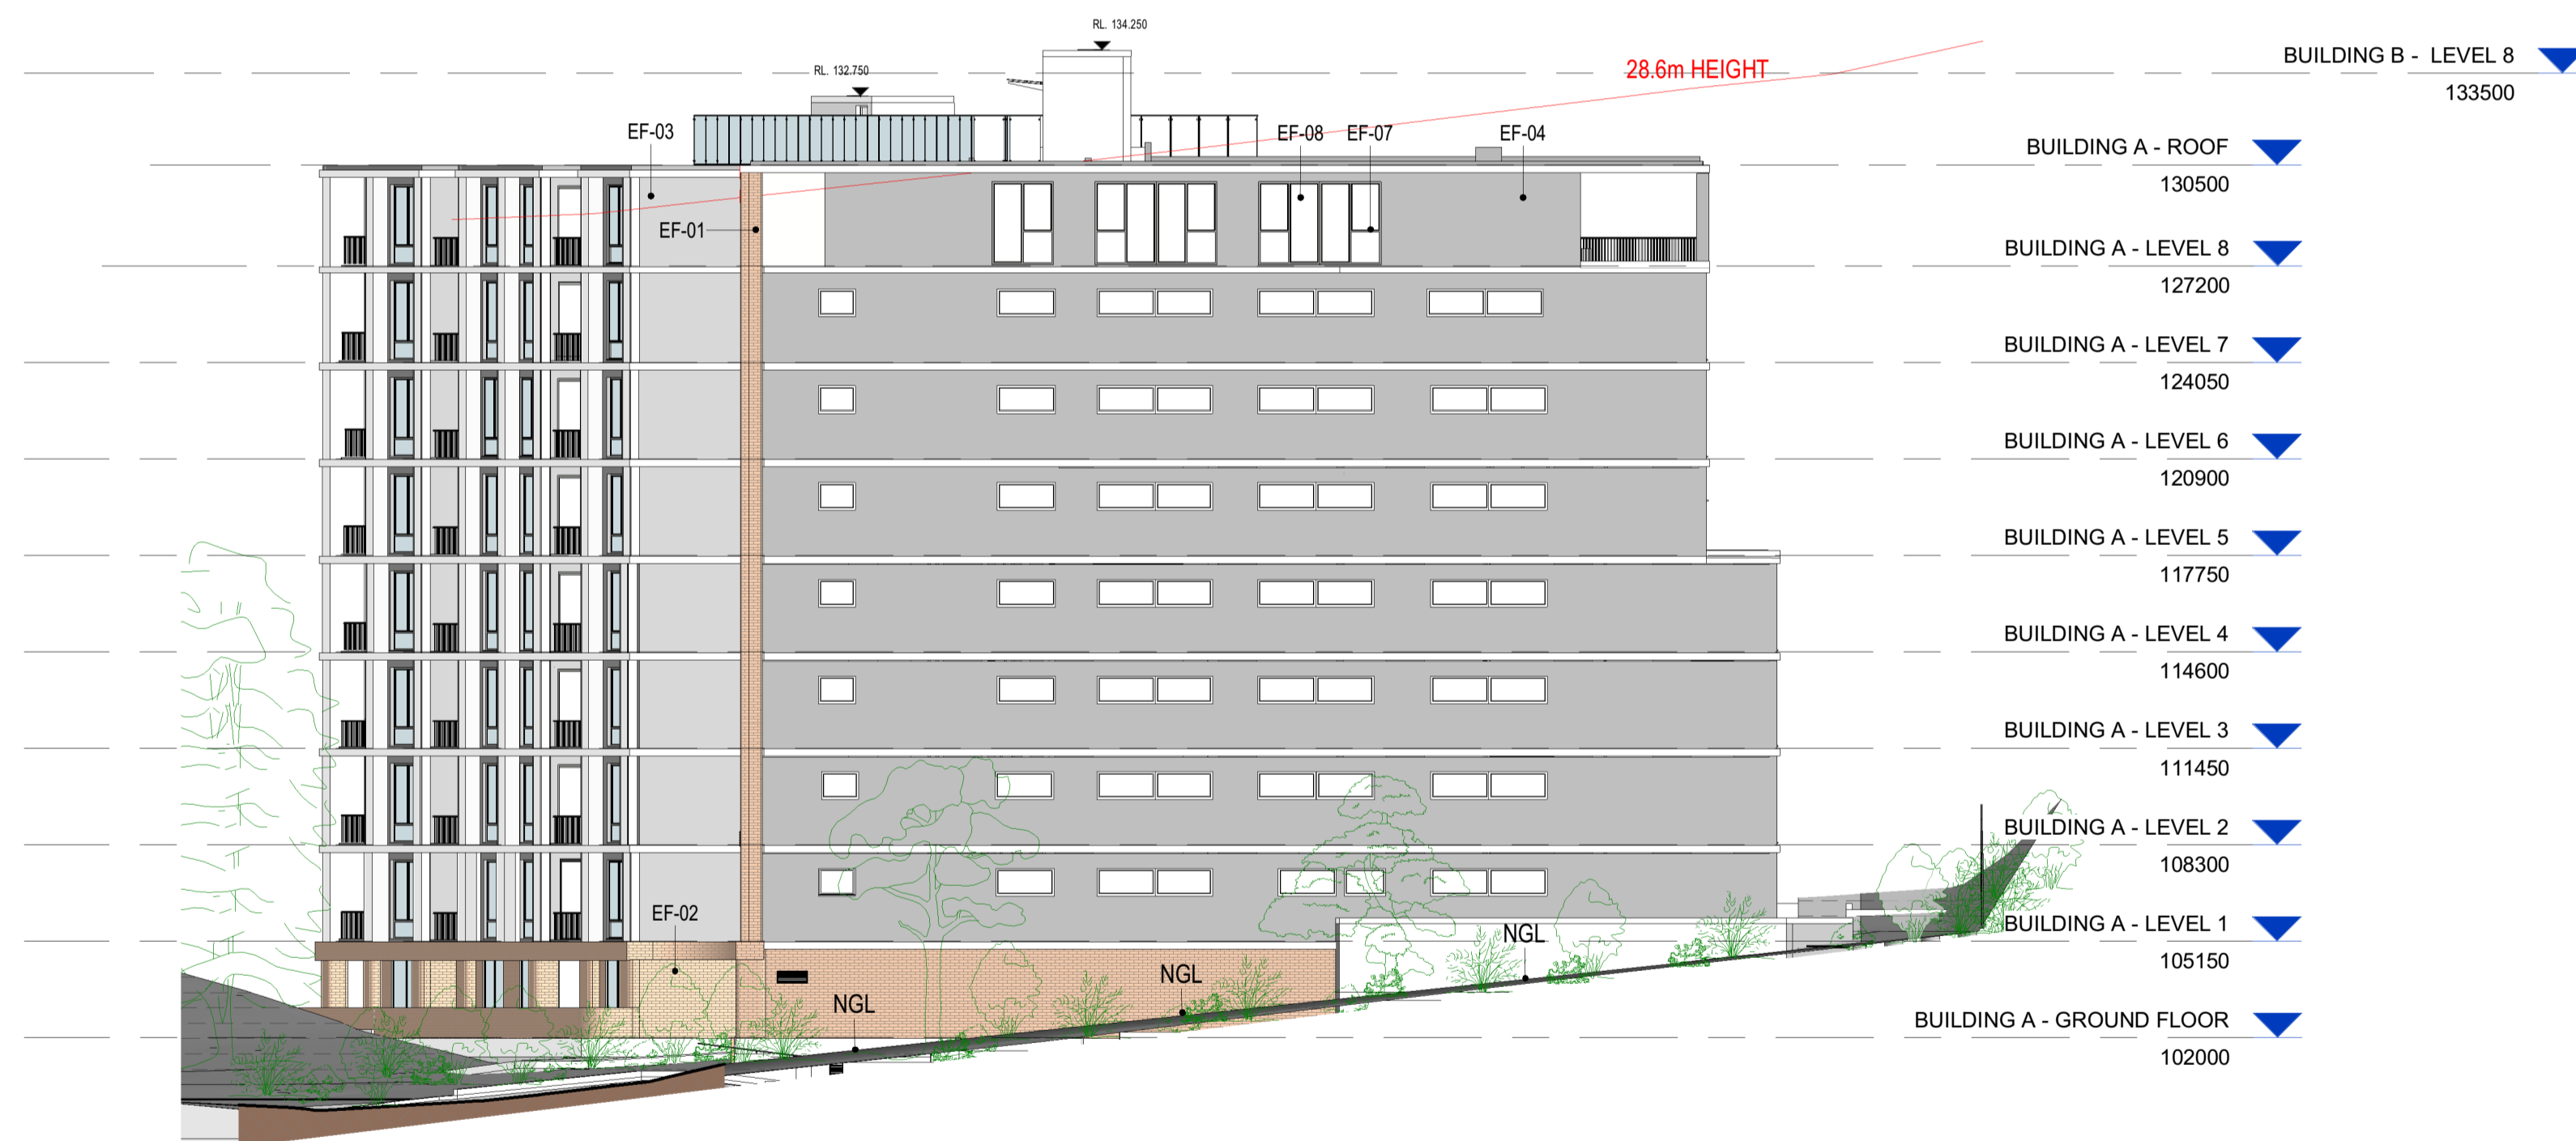 RL. 134.250
BUILDING B - LEVEL 8
28.6m HEIGHT
RL. 132.750
133500
EF-03
EF-08
EF-07
EF-04
BUILDING A - ROOF
130500
EF-01
BUILDING A - LEVEL 8
127200
BUILDING A - LEVEL 7
124050
BUILDING A - LEVEL 6
120900
BUILDING A - LEVEL 5
117750
BUILDING A - LEVEL 4
114600
BUILDING A - LEVEL 3
111450
BUILDING A - LEVEL 2
108300
EF-02
BUILDING A - LEVEL 1
NGL
105150
NGL
NGL
BUILDING A - GROUND FLOOR
102000